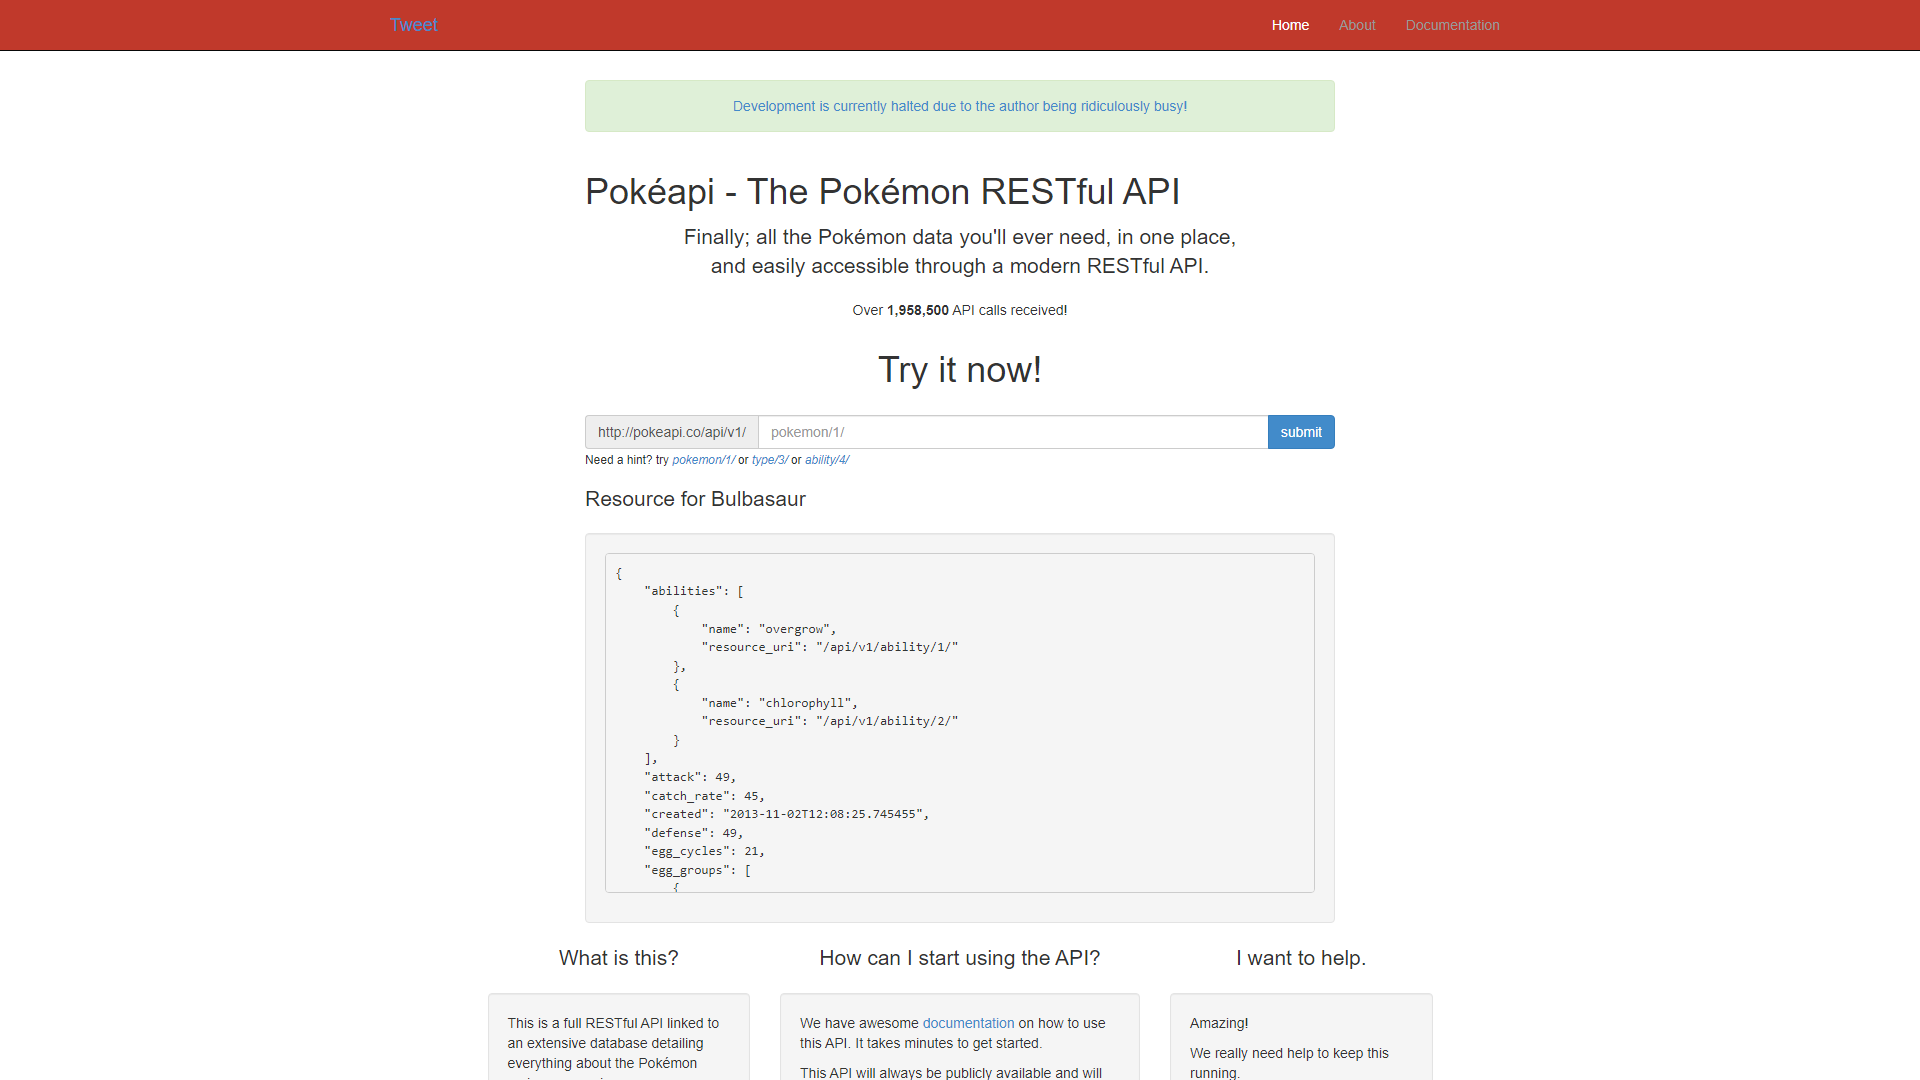 Tweet
Home
About
Documentation
Development is currently halted due to the author being ridiculously busy!
Pokéapi - The Pokémon RESTful API
Finally; all the Pokémon data you'll ever need, in one place,
and easily accessible through a modern RESTful API.
Over 1,958,500 API calls received!
Try it now!
http://pokeapi.co/api/v1/
pokemon/1/
submit
Need a hint? try pokemon/1/ or type/3/ or ability/4/
Resource for Bulbasaur
{
    "abilities": [
        {
            "name": "overgrow",
            "resource_uri": "/api/v1/ability/1/"
        },
        {
            "name": "chlorophyll",
            "resource_uri": "/api/v1/ability/2/"
        }
    ],
    "attack": 49,
    "catch_rate": 45,
    "created": "2013-11-02T12:08:25.745455",
    "defense": 49,
    "egg_cycles": 21,
    "egg_groups": [
        {
What is this?
This is a full RESTful API linked to
an extensive database detailing
everything about the Pokémon
How can I start using the API?
We have awesome documentation on how to use
this API. It takes minutes to get started.
This API will always be publicly available and will
I want to help.
Amazing!
We really need help to keep this
running.